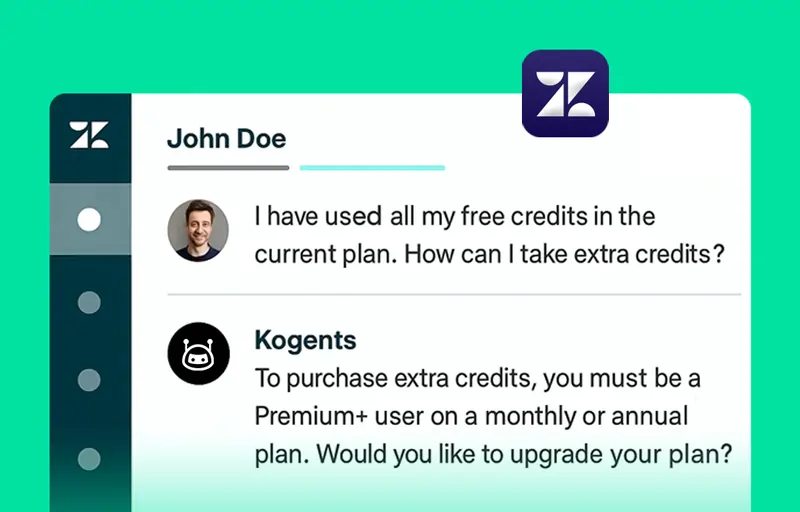 John Doe
I have used all my free credits in the
current plan. How can I take extra credits?
Kogents
To purchase extra credits, you must be a
Premium+ user on a monthly or annual
plan. Would you like to upgrade your plan?